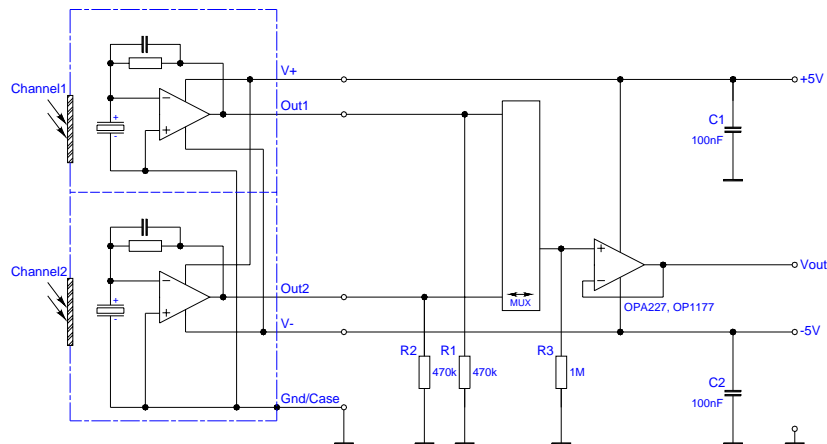 Channel1
V+
+5V
Out1
C1
100nF
+
-
−
+
Channel2
Out2
V-
MUX
+
−
Vout
OPA227, OP1177
-5V
R2
470k
R1
470k
R3
1M
C2
100nF
+
-
−
+
Gnd/Case